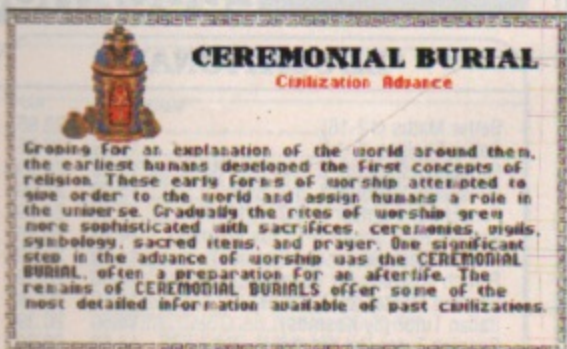 CEREMONIAL BURIAL
Civilization Advance
Groping for an explanation of the world around them,
the earliest humans developed the first concepts of
religion. These early forms of worship attempted to
give order to the world and assign humans a role in
the universe. Gradually the rites of worship grew
more sophisticated with sacrifices, ceremonies, vigils,
symbology, sacred items, and prayer. One significant
step in the advance of worship was the CEREMONIAL
BURIAL, often a preparation for an afterlife. The
remains of CEREMONIAL BURIALS offer some of the
most detailed information available of past civilizations.